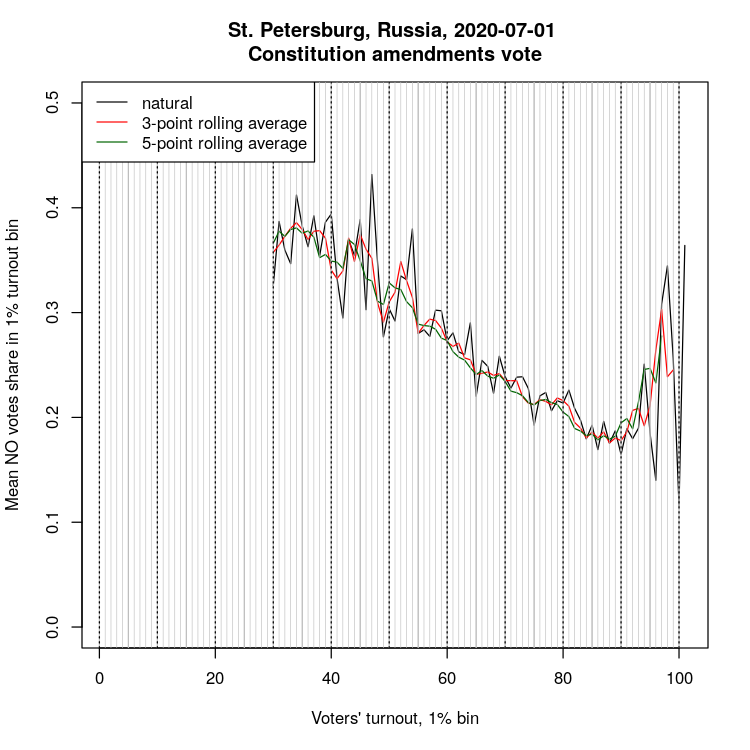 St. Petersburg, Russia, 2020-07-01
Constitution amendments vote
natural
3-point rolling average
5-point rolling average
Mean NO votes share in 1% turnout bin
0.5
0.4
0.3
0.2
0.1
0.0
0 20 40 60 80 100
Voters' turnout, 1% bin